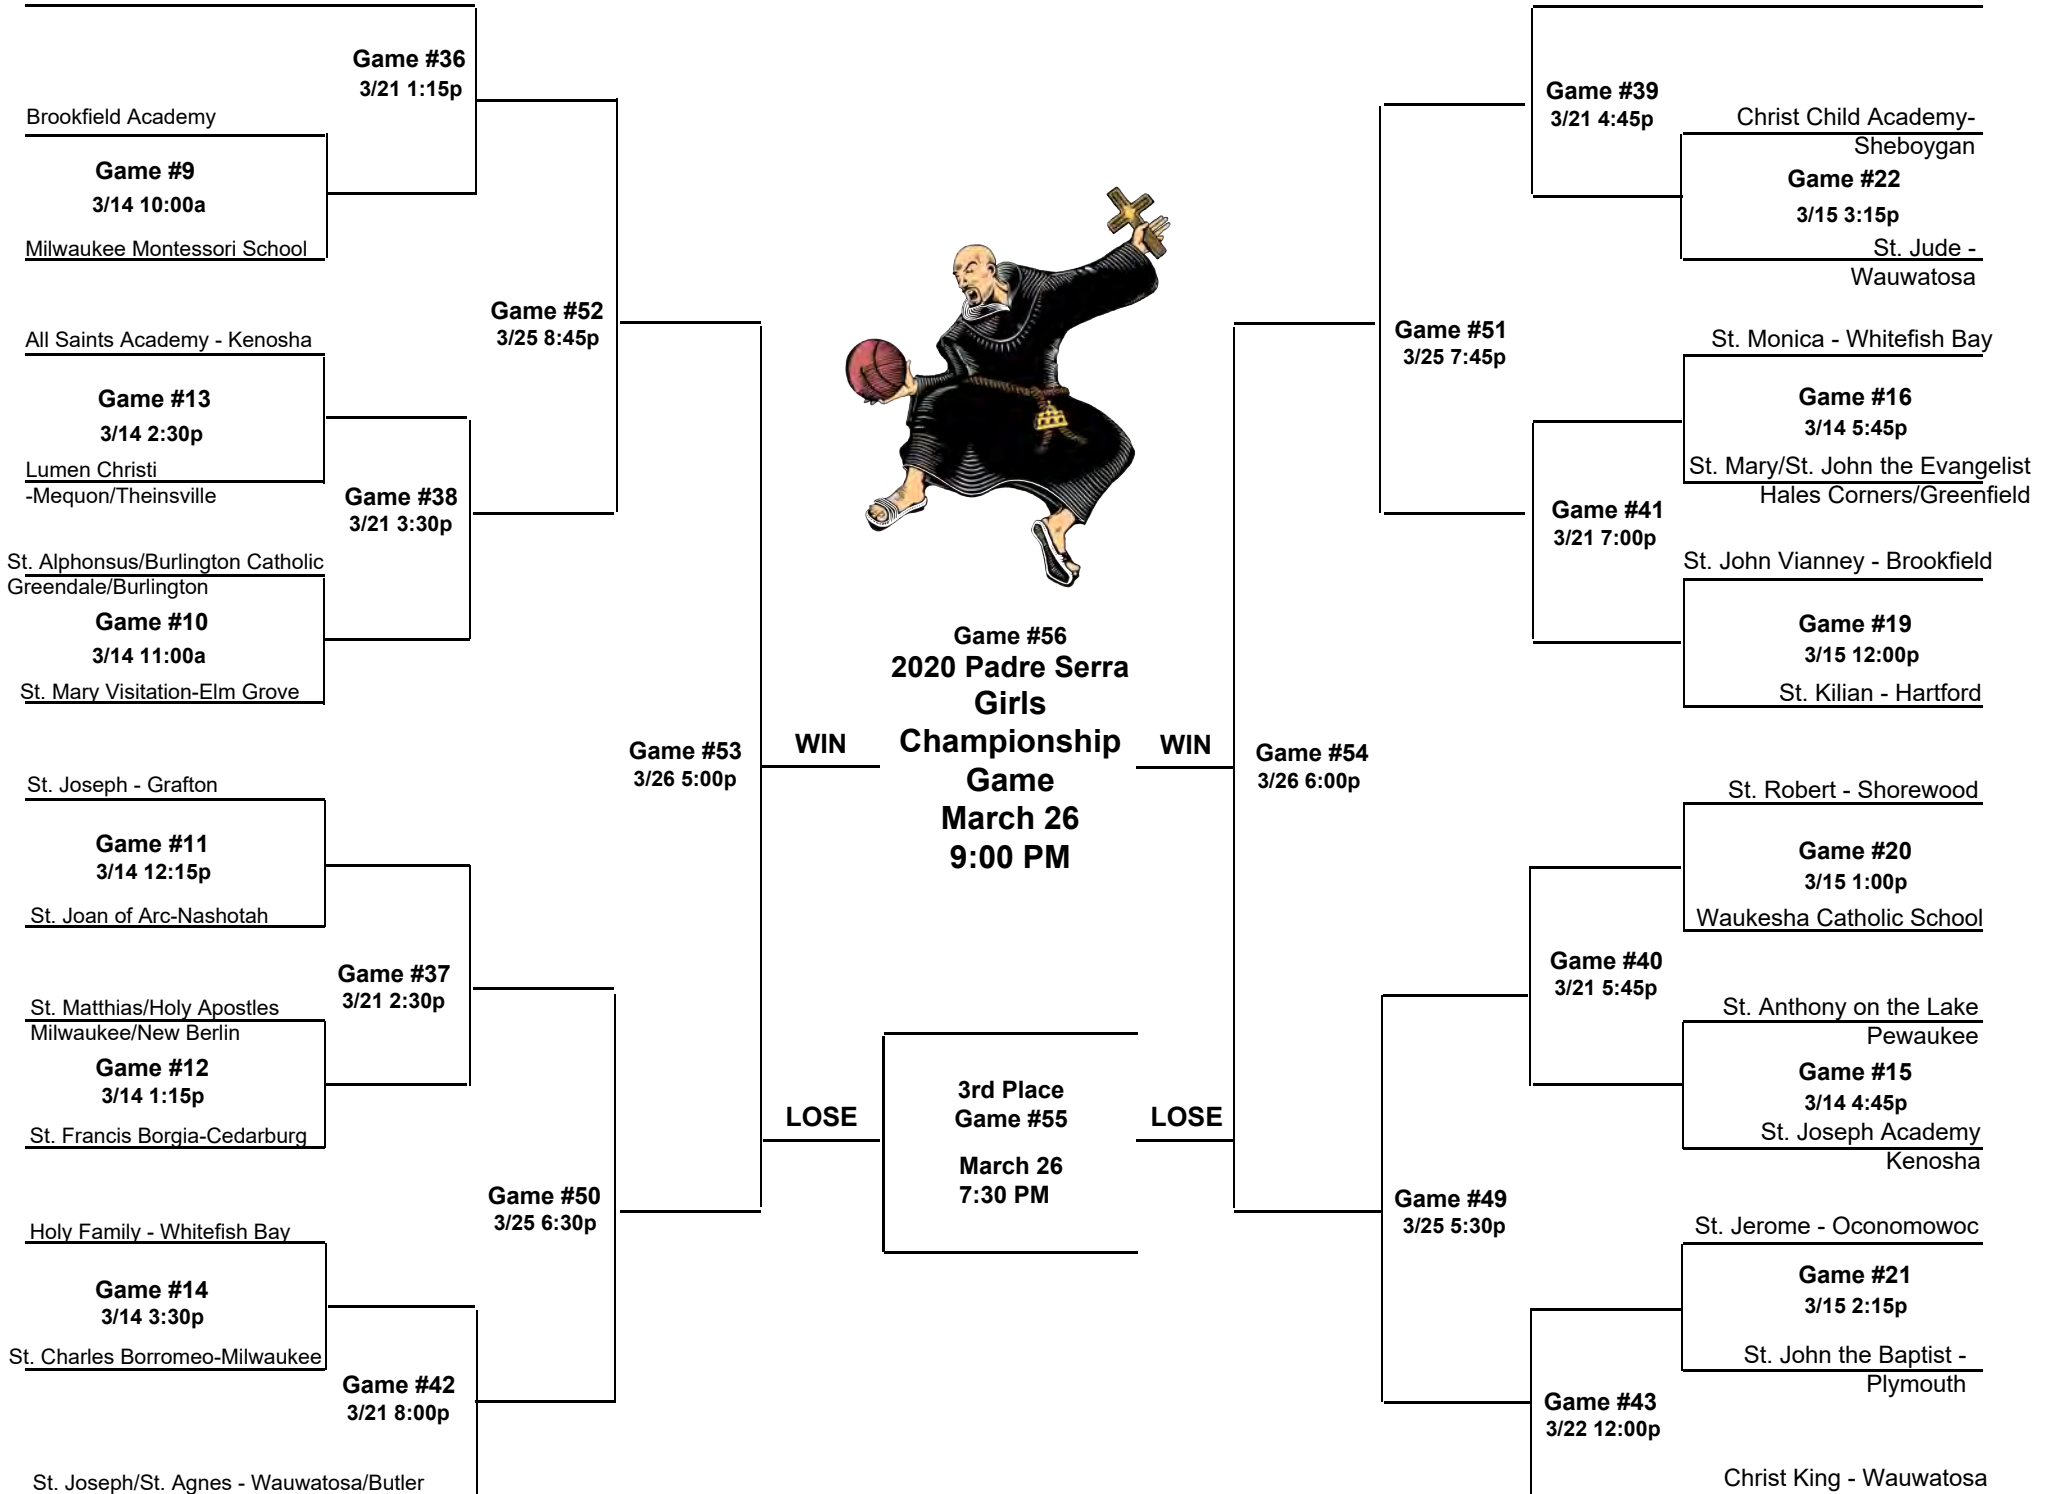 Game #36
3/21 1:15p
Brookfield Academy
Game #9
3/14 10:00a
Milwaukee Montessori School
Game #52
3/25 8:45p
All Saints Academy - Kenosha
Game #13
3/14 2:30p
Lumen Christi
-Mequon/Theinsville
Game #38
3/21 3:30p
St. Alphonsus/Burlington Catholic
Greendale/Burlington
Game #10
3/14 11:00a
St. Mary Visitation-Elm Grove
Game #53
3/26 5:00p
St. Joseph - Grafton
Game #11
3/14 12:15p
St. Joan of Arc-Nashotah
Game #37
3/21 2:30p
St. Matthias/Holy Apostles
Milwaukee/New Berlin
Game #12
3/14 1:15p
St. Francis Borgia-Cedarburg
Game #50
3/25 6:30p
Holy Family - Whitefish Bay
Game #14
3/14 3:30p
St. Charles Borromeo-Milwaukee
Game #42
3/21 8:00p
St. Joseph/St. Agnes - Wauwatosa/Butler
Game #56
2020 Padre Serra
Girls
Championship
Game
March 26
9:00 PM
WIN
WIN
LOSE
LOSE
3rd Place
Game #55
March 26
7:30 PM
Game #39
3/21 4:45p
Christ Child Academy-
Sheboygan
Game #22
3/15 3:15p
St. Jude -
Wauwatosa
Game #51
3/25 7:45p
St. Monica - Whitefish Bay
Game #16
3/14 5:45p
St. Mary/St. John the Evangelist
Hales Corners/Greenfield
Game #41
3/21 7:00p
St. John Vianney - Brookfield
Game #19
3/15 12:00p
St. Kilian - Hartford
Game #54
3/26 6:00p
St. Robert - Shorewood
Game #20
3/15 1:00p
Waukesha Catholic School
Game #40
3/21 5:45p
St. Anthony on the Lake
Pewaukee
Game #15
3/14 4:45p
St. Joseph Academy
Kenosha
Game #49
3/25 5:30p
St. Jerome - Oconomowoc
Game #21
3/15 2:15p
St. John the Baptist -
Plymouth
Game #43
3/22 12:00p
Christ King - Wauwatosa